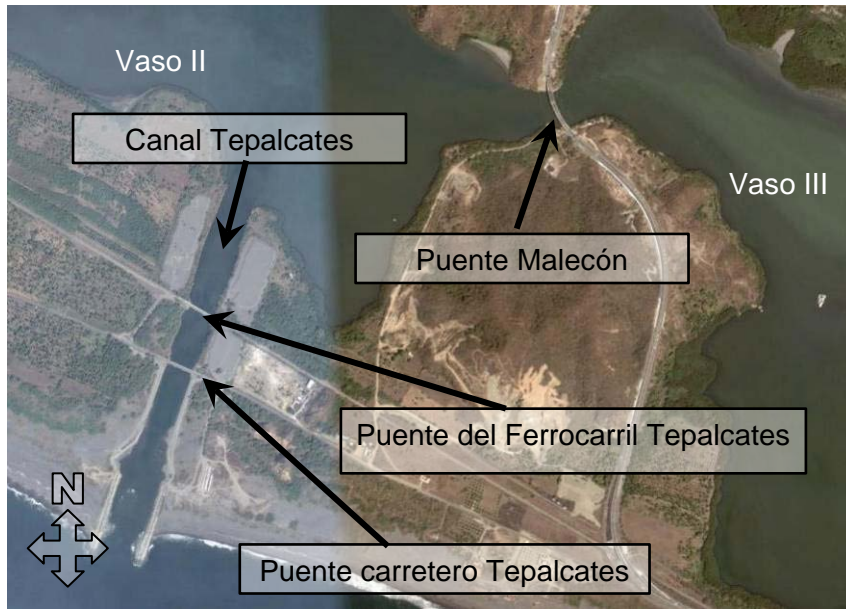 Vaso II
Canal Tepalcates
Vaso III
Puente Malecón
Puente del Ferrocarril Tepalcates
N
Puente carretero Tepalcates